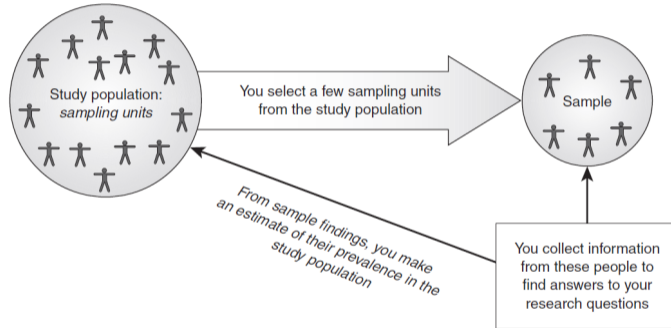 Study population:
sampling units
You select a few sampling units
from the study population
Sample
From sample findings, you make
an estimate of their prevalence in the
study population
You collect information
from these people to
find answers to your
research questions